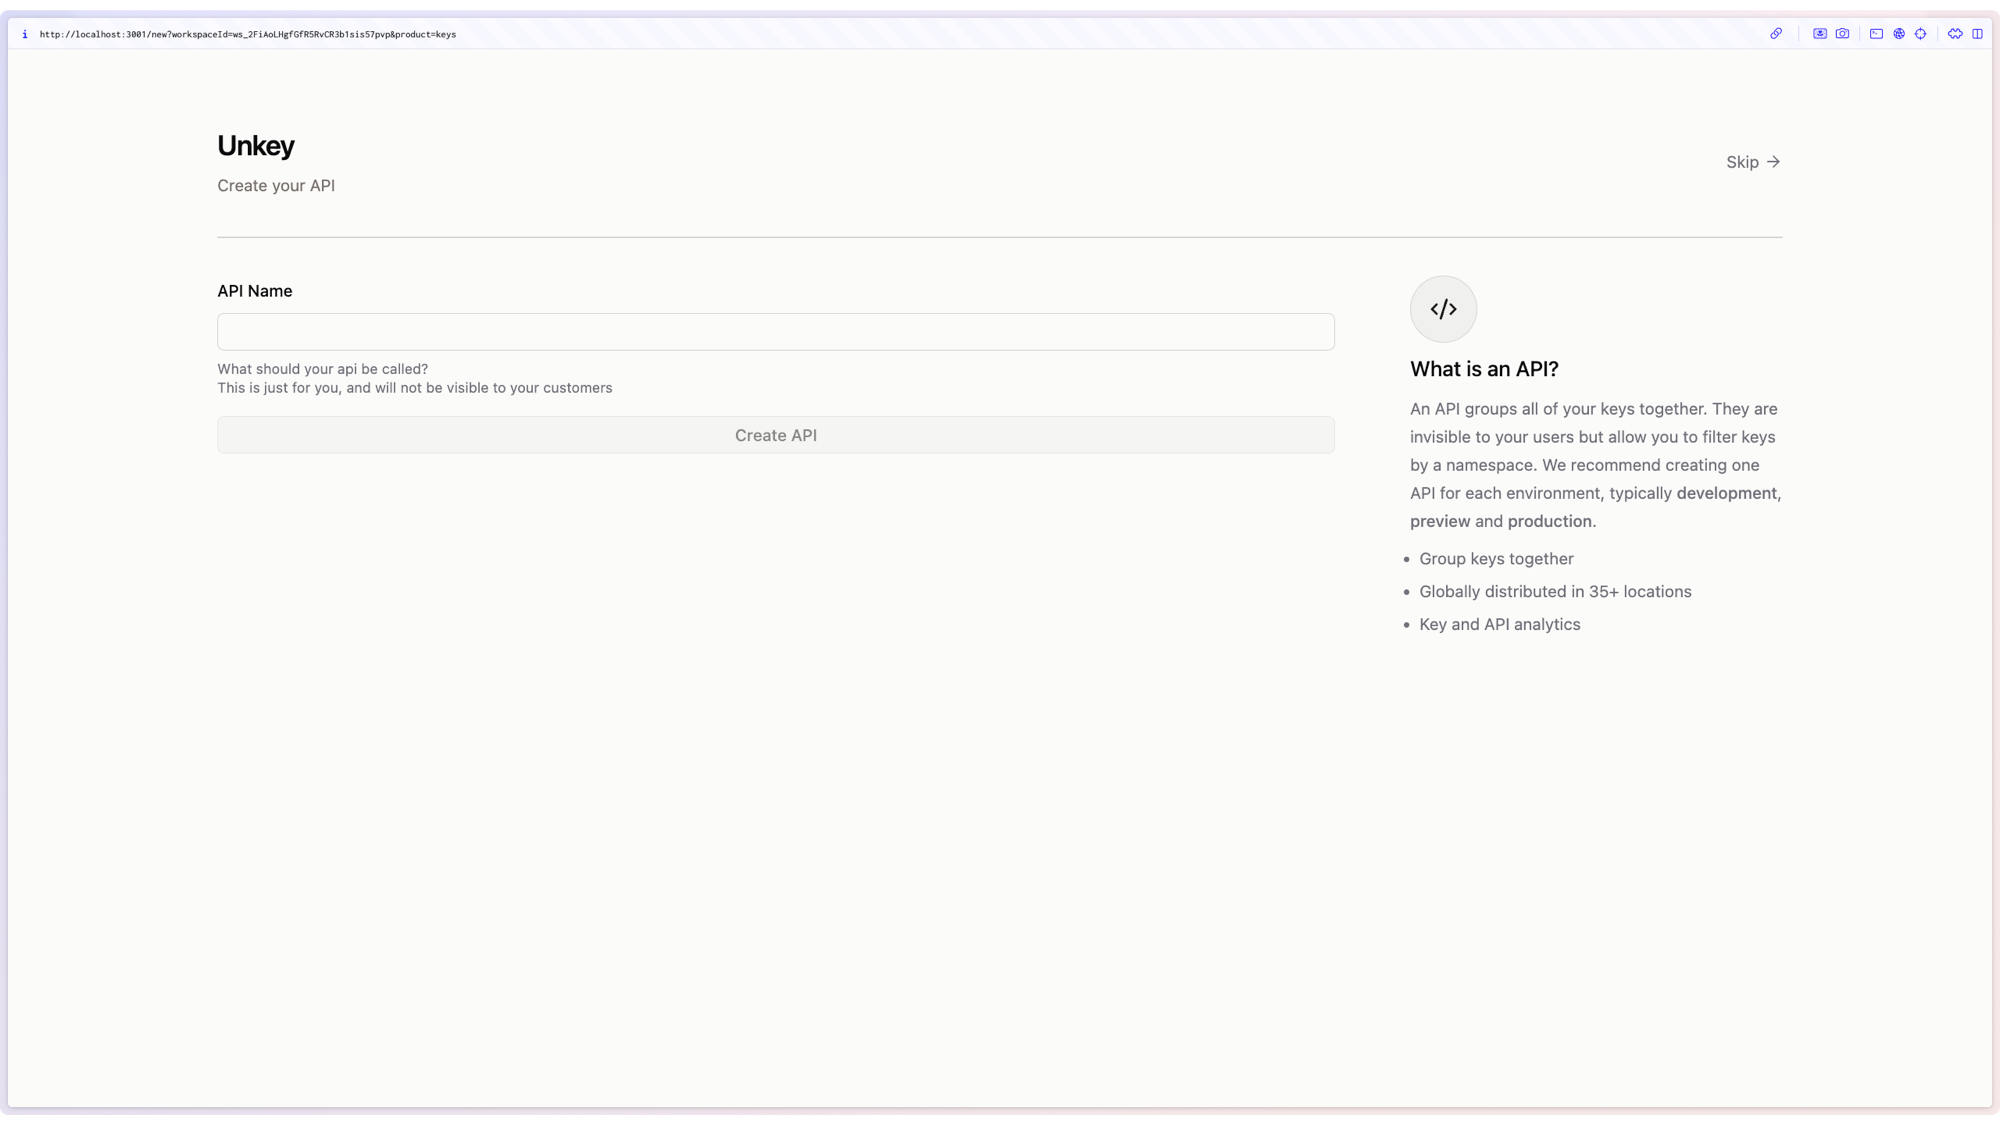 i http://localhost:3001/new?workspaceId=ws_2FiAoLHgfGfR5RvCR3b1sis57pvp&product=keys
Unkey
Create your API
Skip →
API Name
What should your api be called?
This is just for you, and will not be visible to your customers
Create API
</>
What is an API?
An API groups all of your keys together. They are
invisible to your users but allow you to filter keys
by a namespace. We recommend creating one
API for each environment, typically development,
preview and production.
• Group keys together
• Globally distributed in 35+ locations
• Key and API analytics